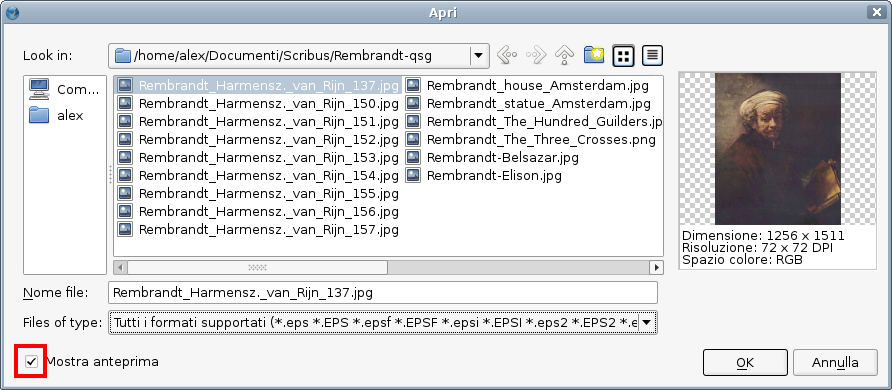 Apri
Look in: /home/alex/Documenti/Scribus/Rembrandt-qsg
Com...
alex
Rembrandt_Harmensz._van_Rijn_137.jpg
Rembrandt_Harmensz._van_Rijn_150.jpg
Rembrandt_Harmensz._van_Rijn_151.jpg
Rembrandt_Harmensz._van_Rijn_152.jpg
Rembrandt_Harmensz._van_Rijn_153.jpg
Rembrandt_Harmensz._van_Rijn_154.jpg
Rembrandt_Harmensz._van_Rijn_155.jpg
Rembrandt_Harmensz._van_Rijn_156.jpg
Rembrandt_Harmensz._van_Rijn_157.jpg
Rembrandt_house_Amsterdam.jpg
Rembrandt_statue_Amsterdam.jpg
Rembrandt_The_Hundred_Guilders.jp
Rembrandt_The_Three_Crosses.png
Rembrandt-Belsazar.jpg
Rembrandt-Elison.jpg
Dimensione: 1256 x 1511
Risoluzione: 72 x 72 DPI
Spazio colore: RGB
Nome file: Rembrandt_Harmensz._van_Rijn_137.jpg
Files of type: Tutti i formati supportati (*.eps *.EPS *.epsf *.EPSF *.epsi *.EPSI *.eps2 *.EPS2 *.e
Mostra anteprima
OK
Annulla